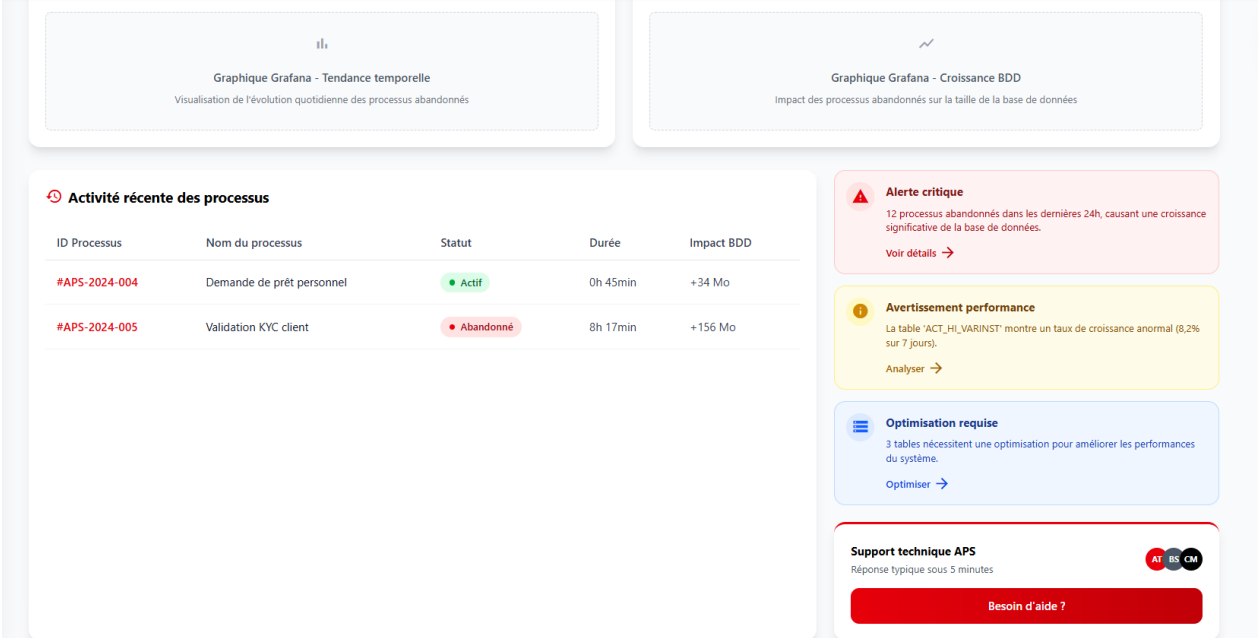 Graphique Grafana - Tendance temporelle
Visualisation de l'évolution quotidienne des processus abandonnés
Graphique Grafana - Croissance BDD
Impact des processus abandonnés sur la taille de la base de données
Activité récente des processus
ID Processus Nom du processus Statut Durée Impact BDD
#APS-2024-004 Demande de prêt personnel Actif 0h 45min +34 Mo
#APS-2024-005 Validation KYC client Abandonné 8h 17min +156 Mo
Alerte critique
12 processus abandonnés dans les dernières 24h, causant une croissance
significative de la base de données.
Voir détails
Avertissement performance
La table 'ACT_HI_VARINST' montre un taux de croissance anormal (8,2%
sur 7 jours).
Analyser
Optimisation requise
3 tables nécessitent une optimisation pour améliorer les performances
du système.
Optimiser
Support technique APS
Réponse typique sous 5 minutes
AT BS CM
Besoin d'aide ?